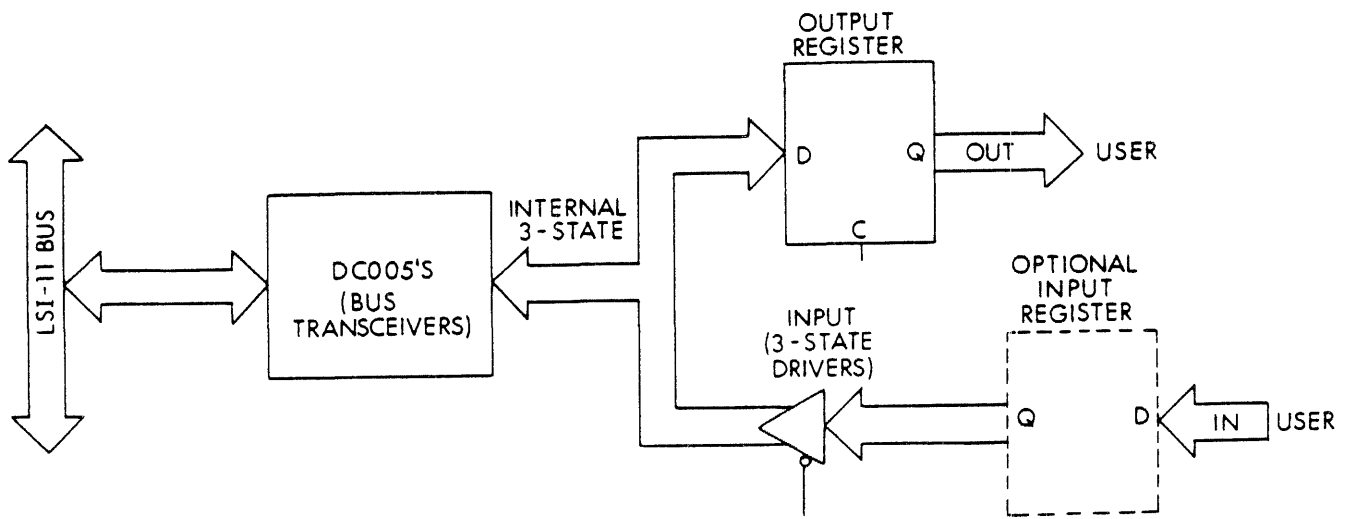 OUTPUT
REGISTER
D
Q
C
OUT
USER
LSI-11 BUS
DC005'S
(BUS
TRANSCEIVERS)
INTERNAL
3-STATE
INPUT
(3-STATE
DRIVERS)
OPTIONAL
INPUT
REGISTER
Q
D
IN
USER